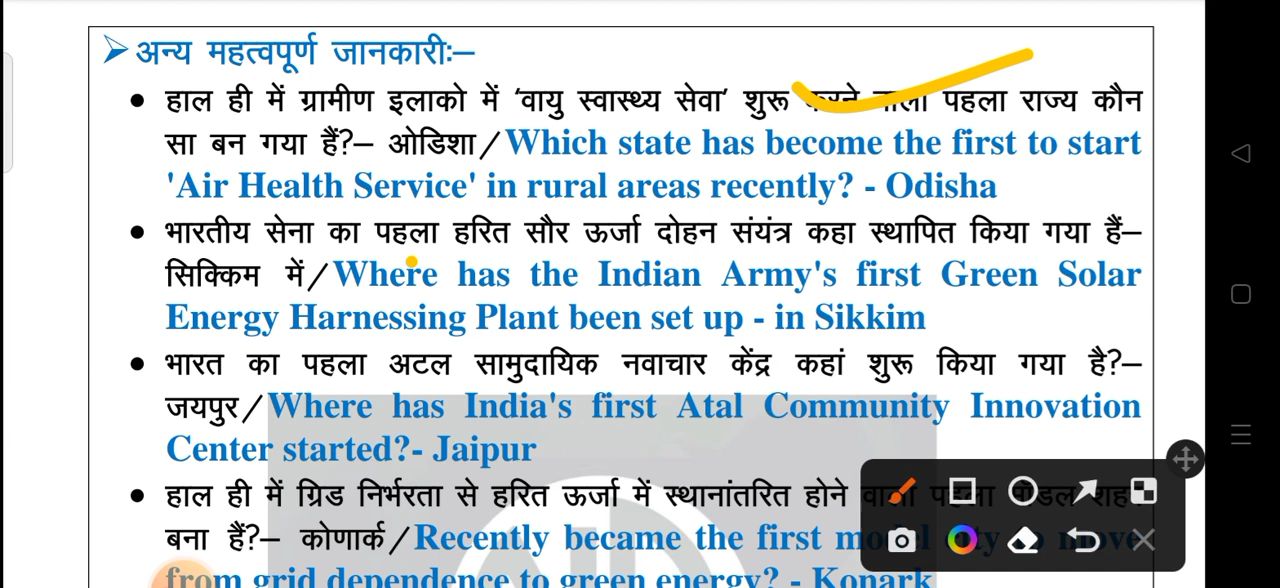 अन्य महत्वपूर्ण जानकारीः–
हाल ही में ग्रामीण इलाको में 'वायु स्वास्थ्य सेवा' शुरू करने वाला पहला राज्य कौन
सा बन गया हैं?– ओडिशा/Which state has become the first to start
'Air Health Service' in rural areas recently? - Odisha
भारतीय सेना का पहला हरित सौर ऊर्जा दोहन संयंत्र कहा स्थापित किया गया हैं–
सिक्किम में/Where has the Indian Army's first Green Solar
Energy Harnessing Plant been set up - in Sikkim
भारत का पहला अटल सामुदायिक नवाचार केंद्र कहां शुरू किया गया है?–
जयपुर/Where has India's first Atal Community Innovation
Center started?- Jaipur
हाल ही में ग्रिड निर्भरता से हरित ऊर्जा में स्थानांतरित होने वाला पहला
बना हैं?– कोणार्क/Recently became the first move
from grid dependence to green energy? - Konark